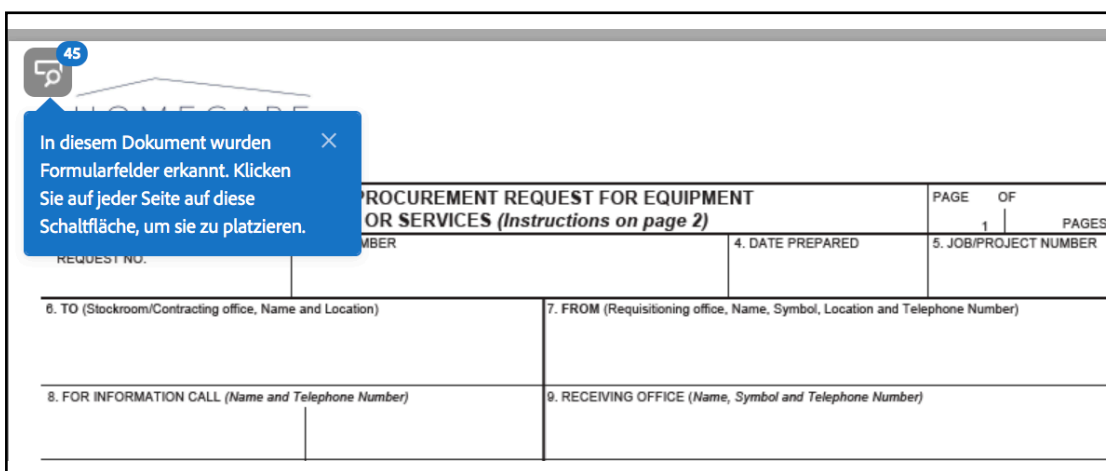 45
In diesem Dokument wurden
Formularfelder erkannt. Klicken
Sie auf jeder Seite auf diese
Schaltfläche, um sie zu platzieren.
PROCUREMENT REQUEST FOR EQUIPMENT
OR SERVICES (Instructions on page 2)
PAGE OF
1 PAGES
REQUEST NO.
4. DATE PREPARED
5. JOB/PROJECT NUMBER
6. TO (Stockroom/Contracting office, Name and Location)
7. FROM (Requisitioning office, Name, Symbol, Location and Telephone Number)
8. FOR INFORMATION CALL (Name and Telephone Number)
9. RECEIVING OFFICE (Name, Symbol and Telephone Number)